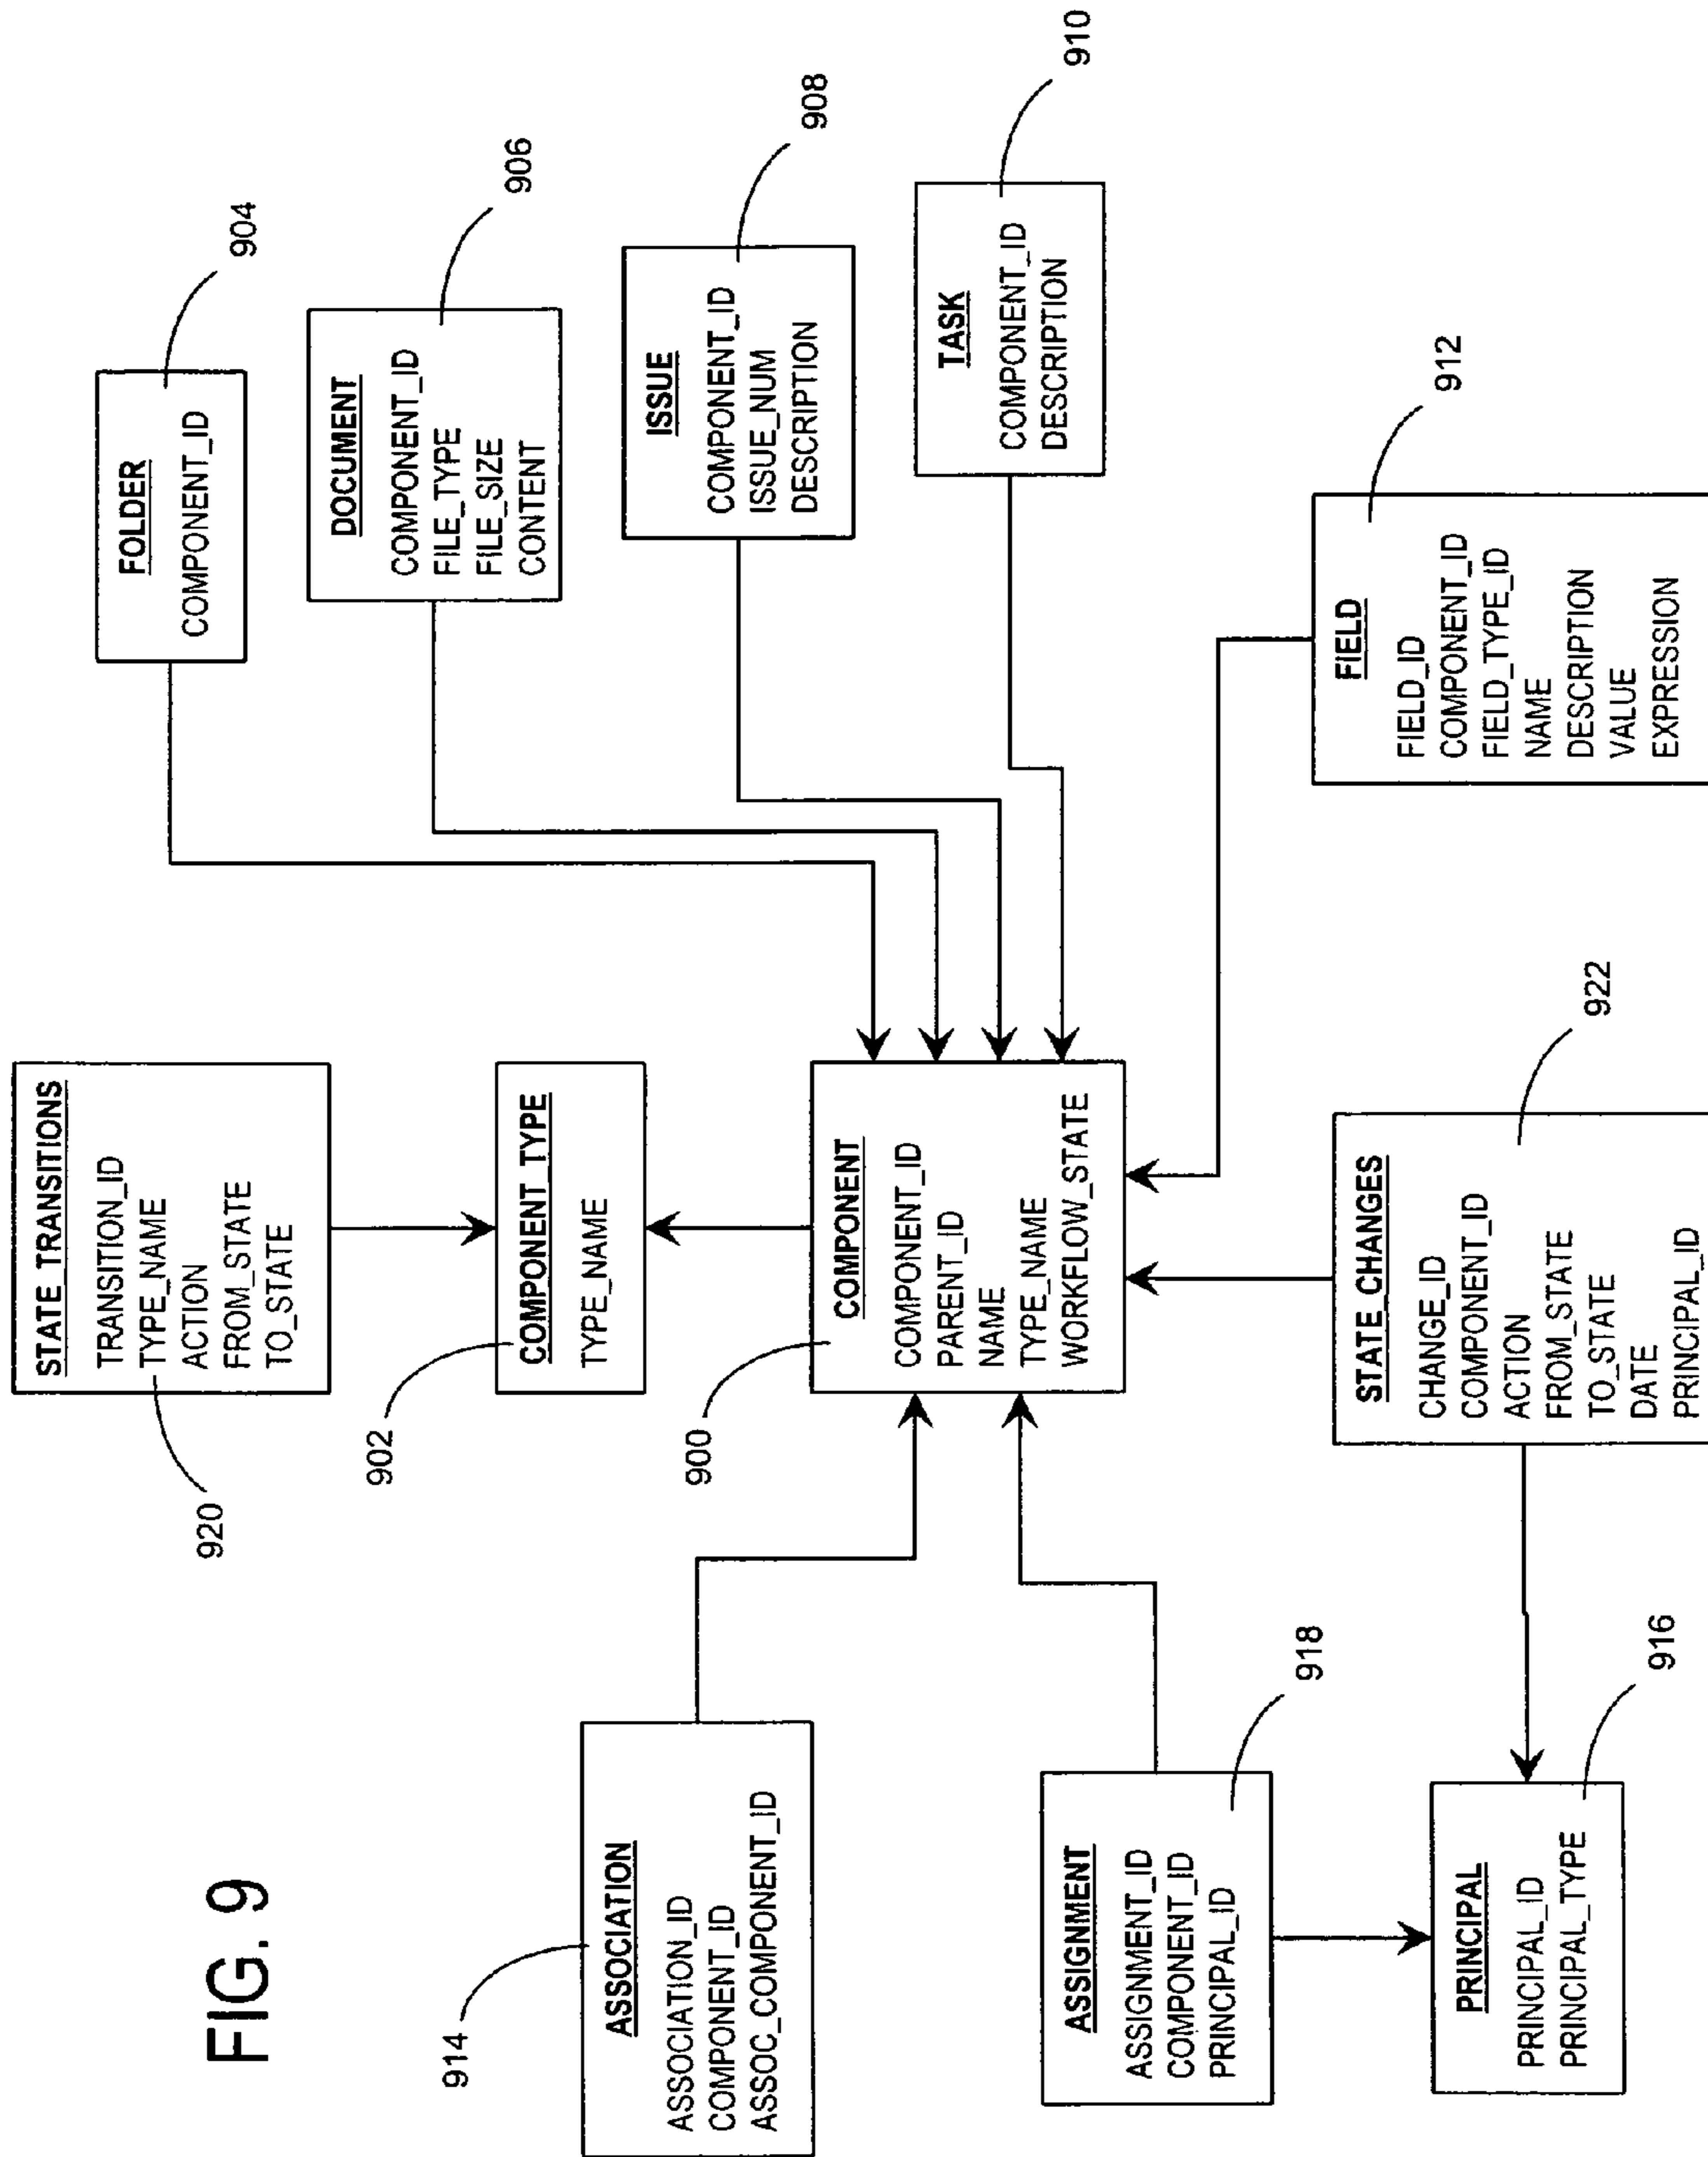 FIG. 9
914
ASSOCIATION
ASSOCIATION_ID
COMPONENT_ID
ASSOC_COMPONENT_ID
918
ASSIGNMENT
ASSIGNMENT_ID
COMPONENT_ID
PRINCIPAL_ID
916
PRINCIPAL
PRINCIPAL_ID
PRINCIPAL_TYPE
920
STATE_TRANSITIONS
TRANSITION_ID
TYPE_NAME
ACTION
FROM_STATE
TO_STATE
902
COMPONENT_TYPE
TYPE_NAME
900
COMPONENT
COMPONENT_ID
PARENT_ID
NAME
TYPE_NAME
WORKFLOW_STATE
922
STATE_CHANGES
CHANGE_ID
COMPONENT_ID
ACTION
FROM_STATE
TO_STATE
DATE
PRINCIPAL_ID
904
FOLDER
COMPONENT_ID
906
DOCUMENT
COMPONENT_ID
FILE_TYPE
FILE_SIZE
CONTENT
908
ISSUE
COMPONENT_ID
ISSUE_NUM
DESCRIPTION
910
TASK
COMPONENT_ID
DESCRIPTION
912
FIELD
FIELD_ID
COMPONENT_ID
FIELD_TYPE_ID
NAME
DESCRIPTION
VALUE
EXPRESSION